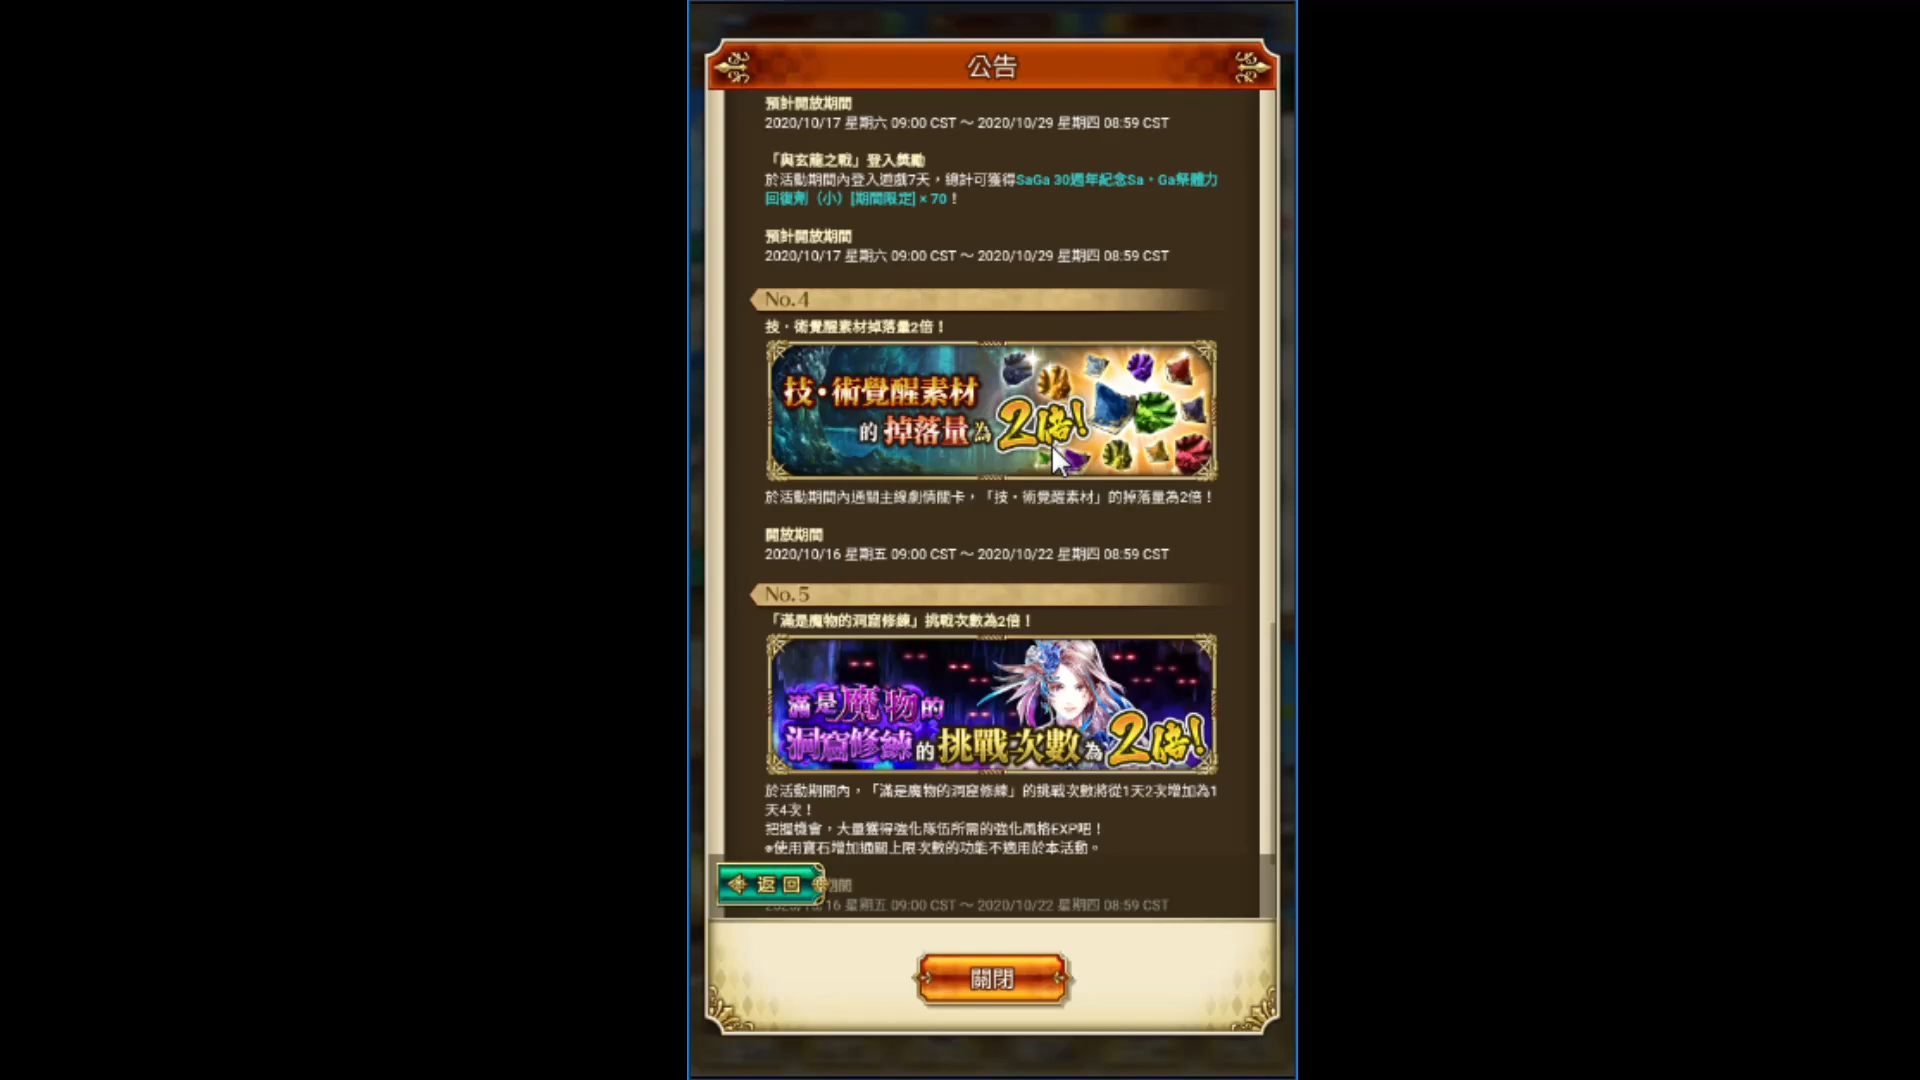 公告
預計開放期間
2020/10/17 星期六 09:00 CST ～ 2020/10/29 星期四 08:59 CST
「與玄龍之戰」登入獎勵
於活動期間內登入遊戲7天，總計可獲得SaGa 30週年紀念Sa・Ga祭體力
回復劑（小）[期間限定] × 70！
預計開放期間
2020/10/17 星期六 09:00 CST ～ 2020/10/29 星期四 08:59 CST
No.4
技・術覺醒素材掉落量2倍！
技・術覺醒素材
的掉落量為2倍!
於活動期間內通關主線劇情關卡，「技・術覺醒素材」的掉落量為2倍！
開放期間
2020/10/16 星期五 09:00 CST ～ 2020/10/22 星期四 08:59 CST
No.5
「滿是魔物的洞窟修練」挑戰次數為2倍！
滿是魔物的
洞窟修練的挑戰次數為2倍!
於活動期間內，「滿是魔物的洞窟修練」的挑戰次數將從1天2次增加為1
天4次！
把握機會，大量獲得強化隊伍所需的強化風格EXP吧！
※使用寶石增加通關上限次數的功能不適用於本活動。
返回
期間
16 星期五 09:00 CST ～ 2020/10/22 星期四 08:59 CST
關閉